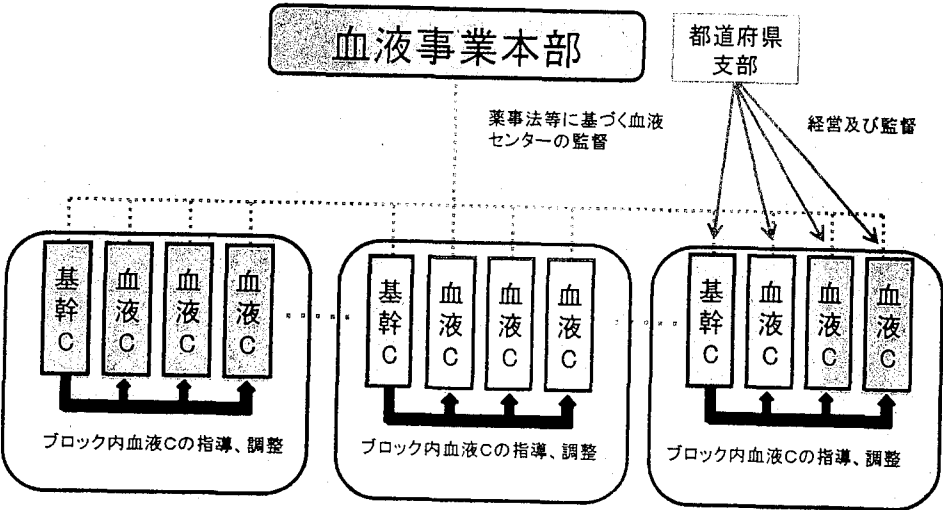 血液事業本部
都道府県
支部
薬事法等に基づく血液
センターの監督
経営及び監督
基幹C
血液C
血液C
血液C
基幹C
血液C
血液C
血液C
基幹C
血液C
血液C
血液C
ブロック内血液Cの指導、調整
ブロック内血液Cの指導、調整
ブロック内血液Cの指導、調整